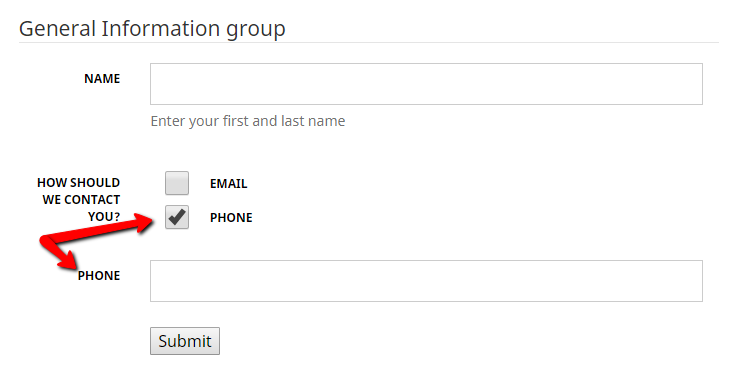 General Information group
NAME
Enter your first and last name
HOW SHOULD
WE CONTACT
YOU?
EMAIL
PHONE
PHONE
Submit